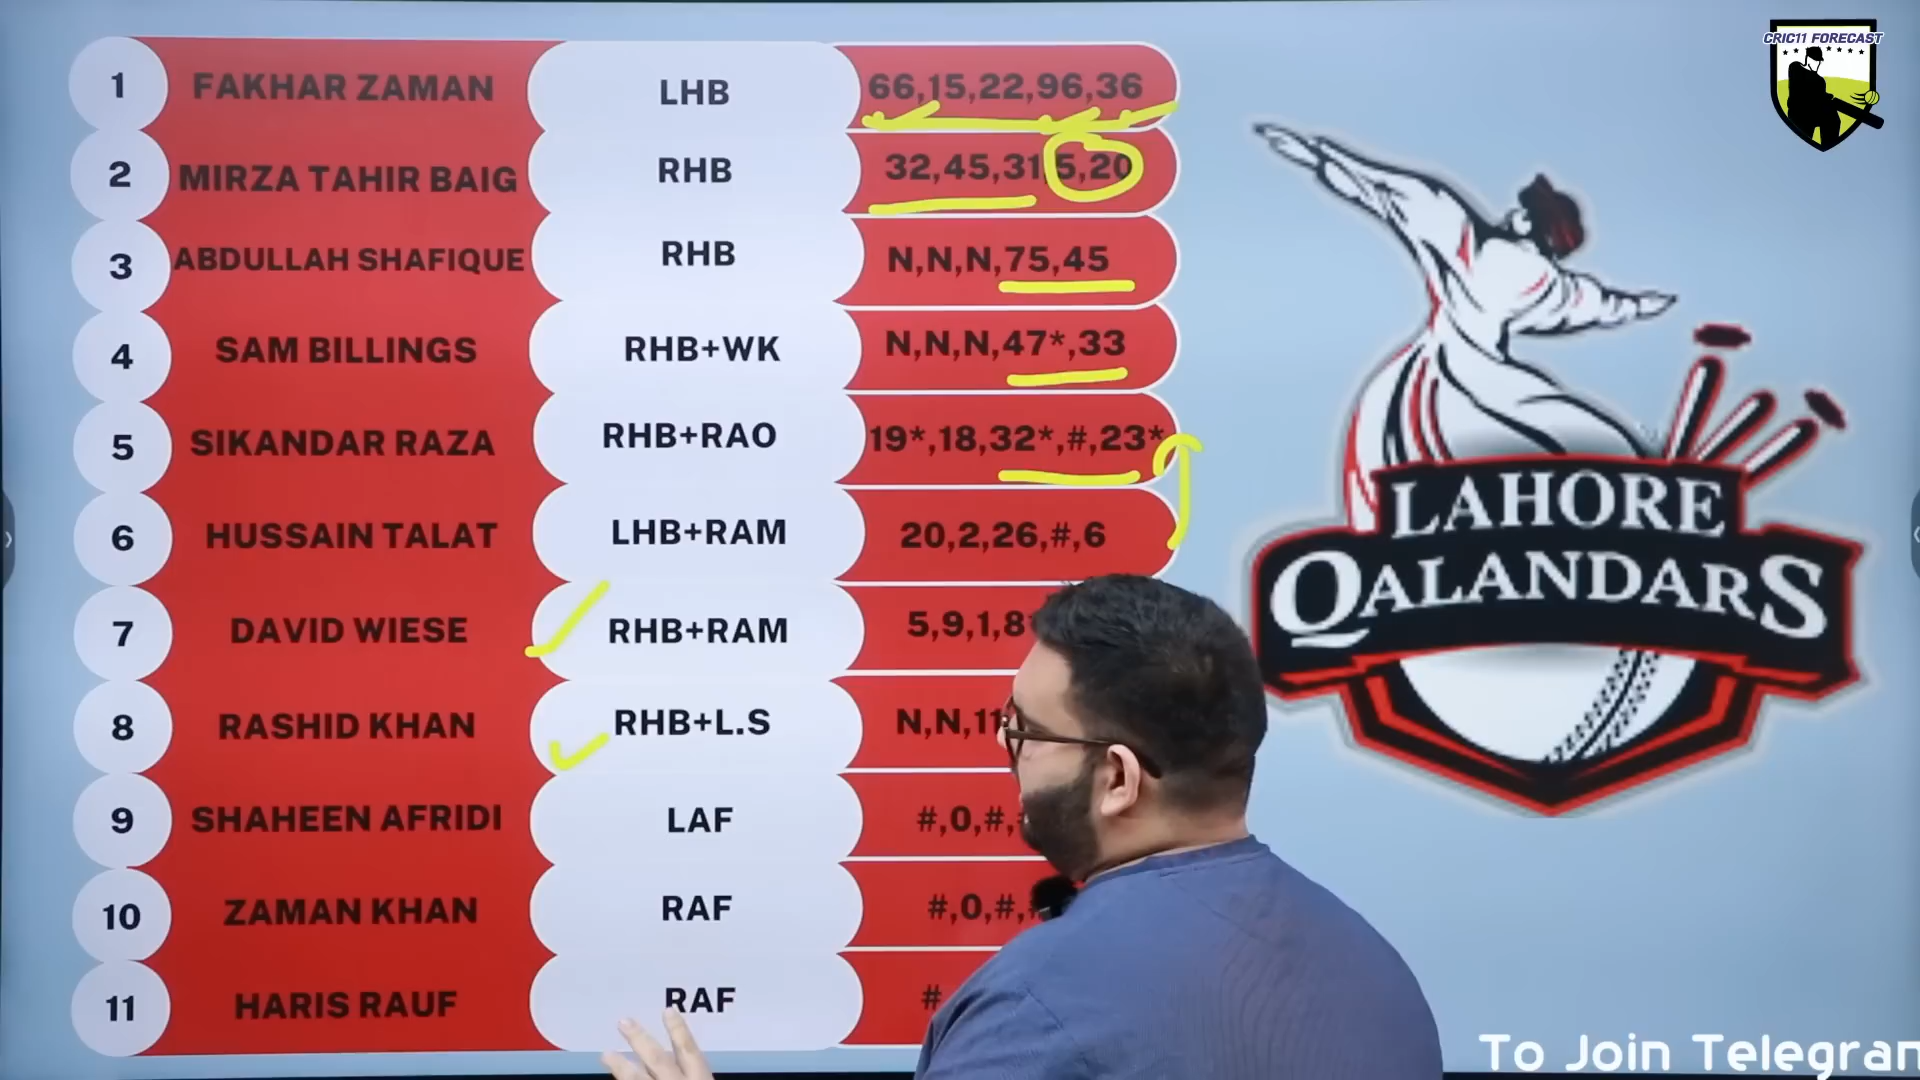 CRIC11 FORECAST
1 FAKHAR ZAMAN LHB 66,15,22,96,36
2 MIRZA TAHIR BAIG RHB 32,45,31,5,20
3 ABDULLAH SHAFIQUE RHB N,N,N,75,45
4 SAM BILLINGS RHB+WK N,N,N,47*,33
5 SIKANDAR RAZA RHB+RAO 19*,18,32*,#,23*
6 HUSSAIN TALAT LHB+RAM 20,2,26,#,6
7 DAVID WIESE RHB+RAM 5,9,1,8
8 RASHID KHAN RHB+L.S N,N,11
9 SHAHEEN AFRIDI LAF #,0,#,
10 ZAMAN KHAN RAF #,0,#,
11 HARIS RAUF RAF #
LAHORE
QALANDARS
To Join Telegram